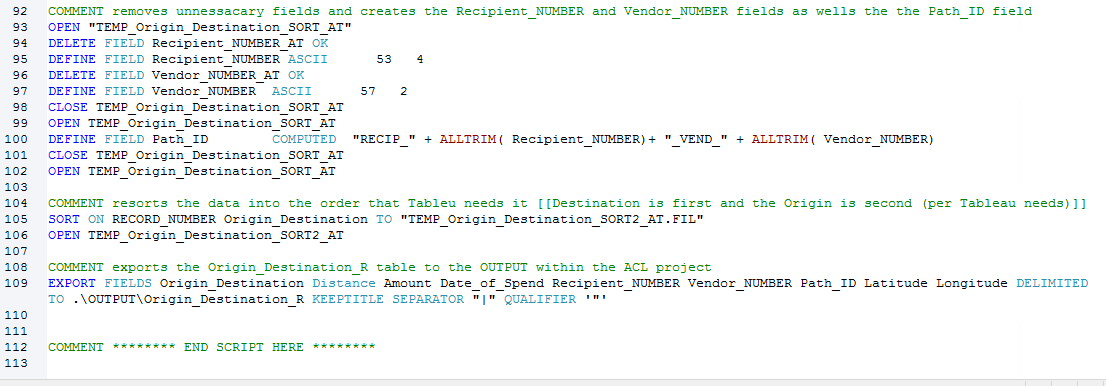 92 COMMENT removes unnessacary fields and creates the Recipient_NUMBER and Vendor_NUMBER fields as wells the the Path_ID field
93 OPEN "TEMP_Origin_Destination_SORT_AT"
94 DELETE FIELD Recipient_NUMBER_AT OK
95 DEFINE FIELD Recipient_NUMBER ASCII 53 4
96 DELETE FIELD Vendor_NUMBER_AT OK
97 DEFINE FIELD Vendor_NUMBER ASCII 57 2
98 CLOSE TEMP_Origin_Destination_SORT_AT
99 OPEN TEMP_Origin_Destination_SORT_AT
100 DEFINE FIELD Path_ID COMPUTED "RECIP_" + ALLTRIM( Recipient_NUMBER)+ "_VEND_" + ALLTRIM( Vendor_NUMBER)
101 CLOSE TEMP_Origin_Destination_SORT_AT
102 OPEN TEMP_Origin_Destination_SORT_AT
103
104 COMMENT resorts the data into the order that Tableu needs it [[Destination is first and the Origin is second (per Tableau needs)]]
105 SORT ON RECORD_NUMBER Origin_Destination TO "TEMP_Origin_Destination_SORT2_AT.FIL"
106 OPEN TEMP_Origin_Destination_SORT2_AT
107
108 COMMENT exports the Origin_Destination_R table to the OUTPUT within the ACL project
109 EXPORT FIELDS Origin_Destination Distance Amount Date_of_Spend Recipient_NUMBER Vendor_NUMBER Path_ID Latitude Longitude DELIMITED
TO .\OUTPUT\Origin_Destination_R KEEPTITLE SEPARATOR "|" QUALIFIER '"'
110
111
112 COMMENT ******** END SCRIPT HERE ********
113